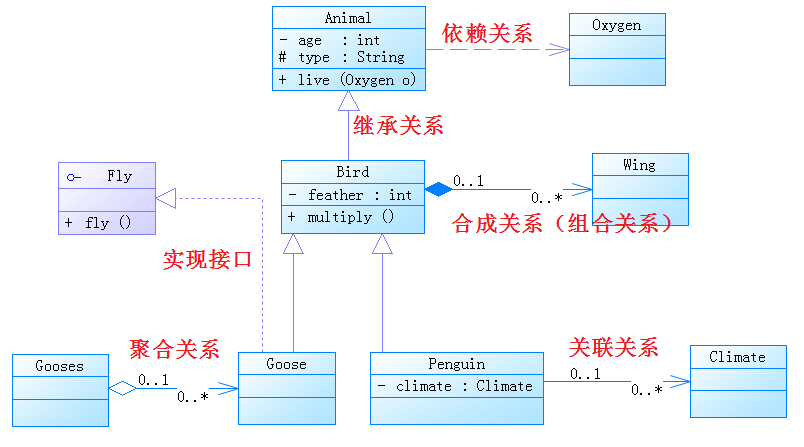 Animal
- age : int
# type : String
+ live (Oxygen o)
依赖关系
Oxygen
继承关系
Fly
+ fly ()
Bird
- feather : int
+ multiply ()
0..1
0..*
Wing
合成关系（组合关系）
实现接口
聚合关系
关联关系
Gooses
0..1
0..*
Goose
Penguin
- climate : Climate
0..1
0..*
Climate